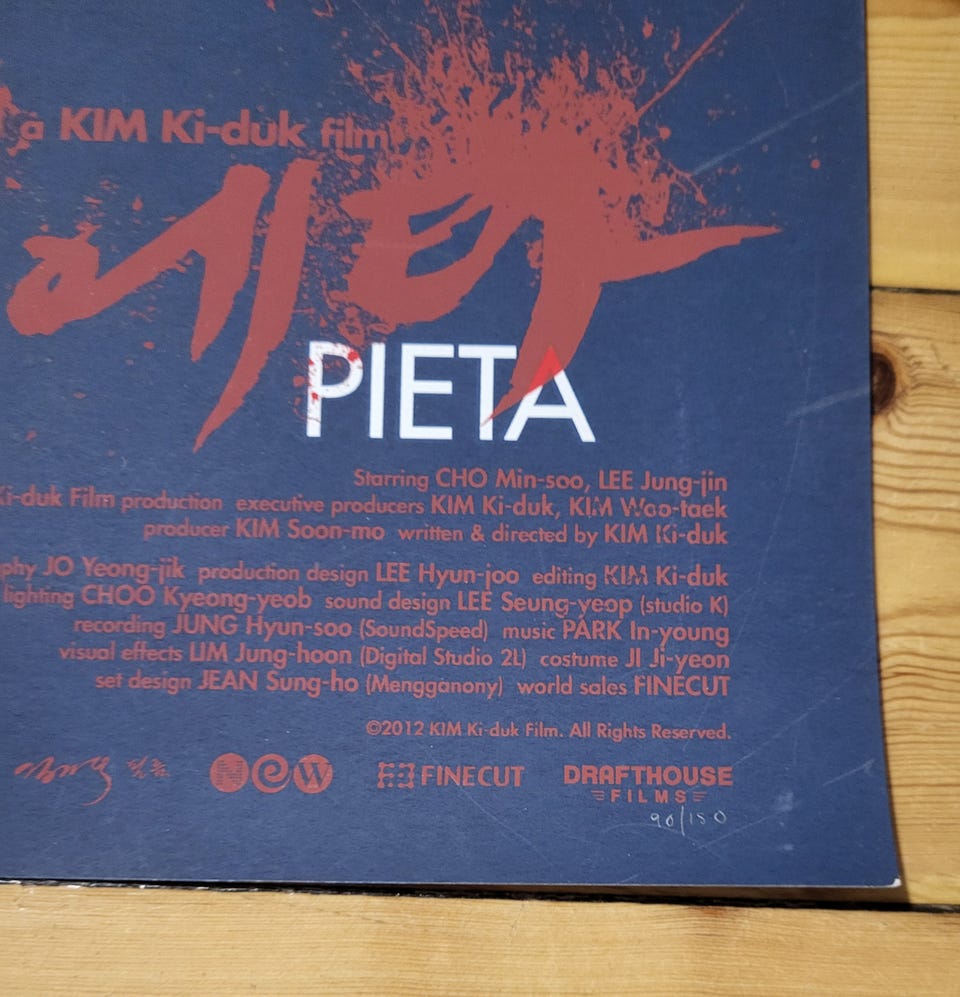 a KIM Ki-duk film
에타
PIETA
Starring CHO Min-soo, LEE Jung-jin
Ki-duk Film production executive producers KIM Ki-duk, KIM Woo-taek
producer KIM Soon-mo written & directed by KIM Ki-duk
phy JO Yeong-jik production design LEE Hyun-joo editing KIM Ki-duk
lighting CHOO Kyeong-yeob sound design LEE Seung-yeop (studio K)
recording JUNG Hyun-soo (SoundSpeed) music PARK In-young
visual effects LIM Jung-hoon (Digital Studio 2L) costume JI Ji-yeon
set design JEAN Sung-ho (Mengganony) world sales FINECUT
©2012 KIM Ki-duk Film. All Rights Reserved.
NeW FINECUT DRAFTHOUSE
FILMS
90/150